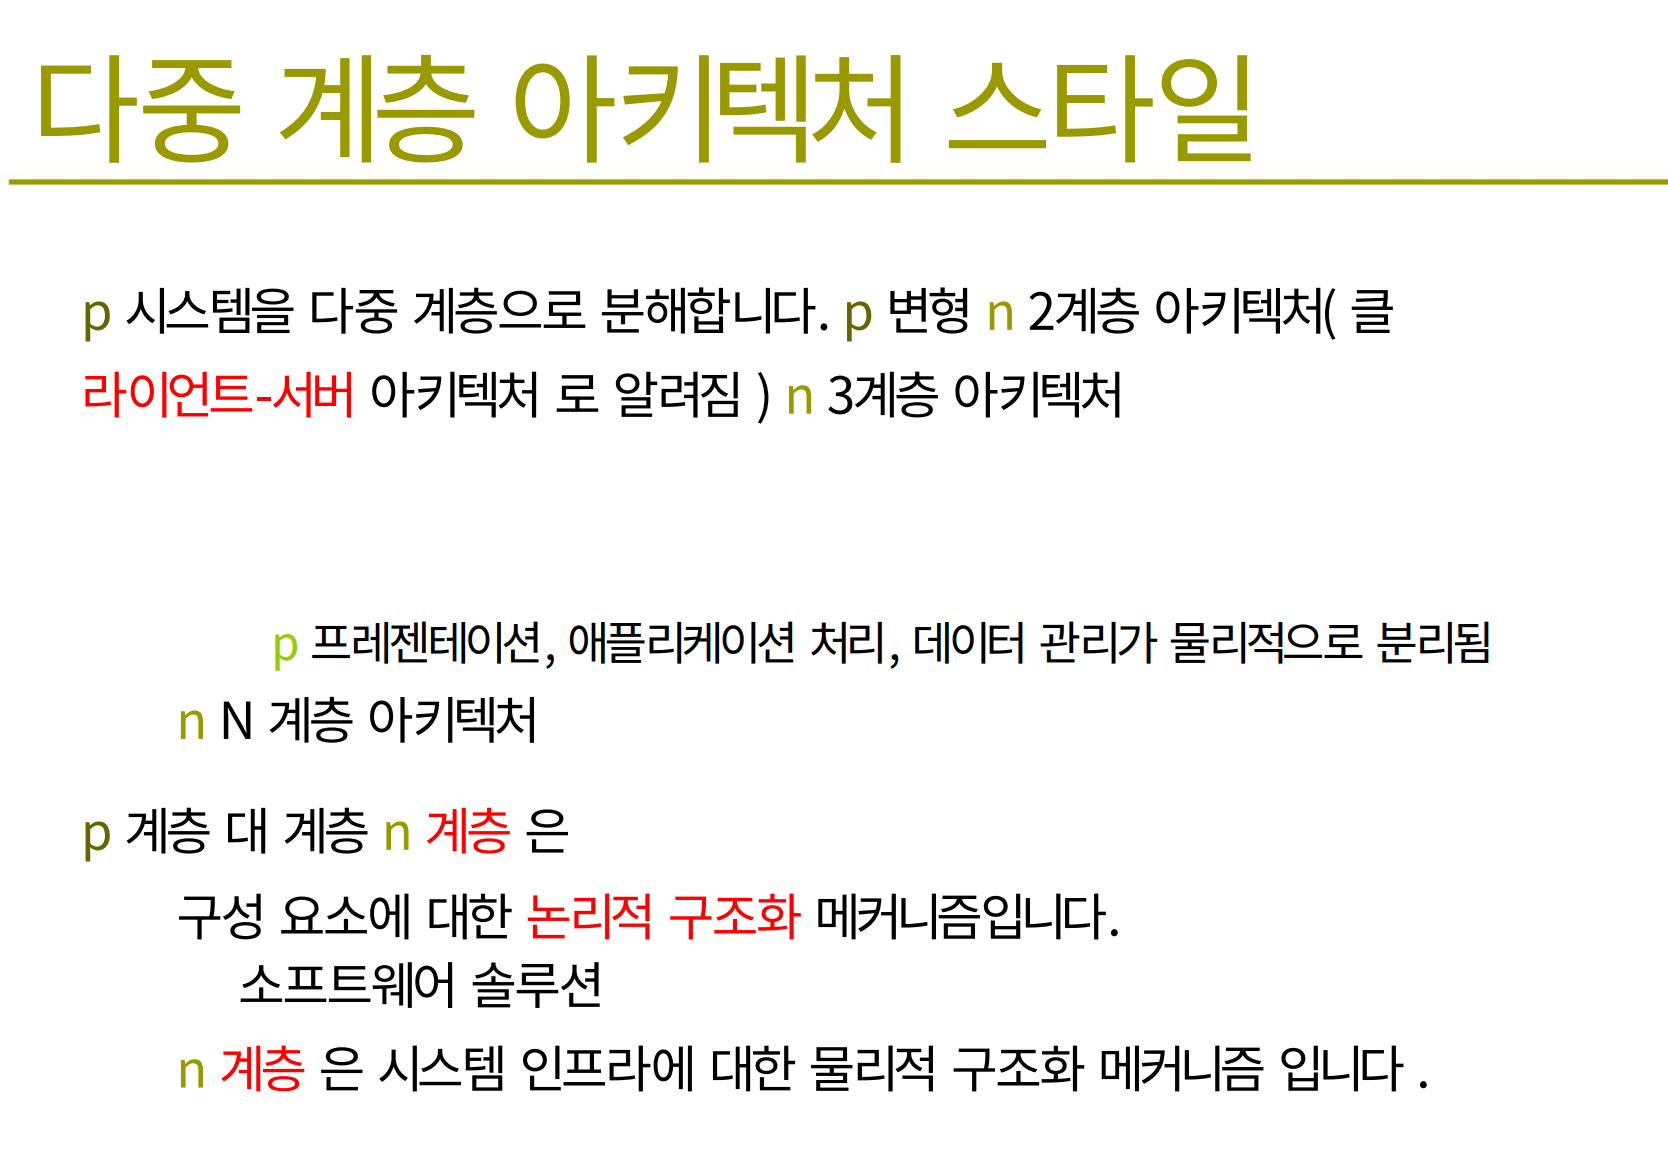 다중 계층 아키텍처 스타일
p 시스템을 다중 계층으로 분해합니다. p 변형 n 2계층 아키텍처( 클
라이언트-서버 아키텍처 로 알려짐 ) n 3계층 아키텍처
p 프레젠테이션, 애플리케이션 처리, 데이터 관리가 물리적으로 분리됨
n N 계층 아키텍처
p 계층 대 계층 n 계층 은
구성 요소에 대한 논리적 구조화 메커니즘입니다.
소프트웨어 솔루션
n 계층 은 시스템 인프라에 대한 물리적 구조화 메커니즘 입니다 .